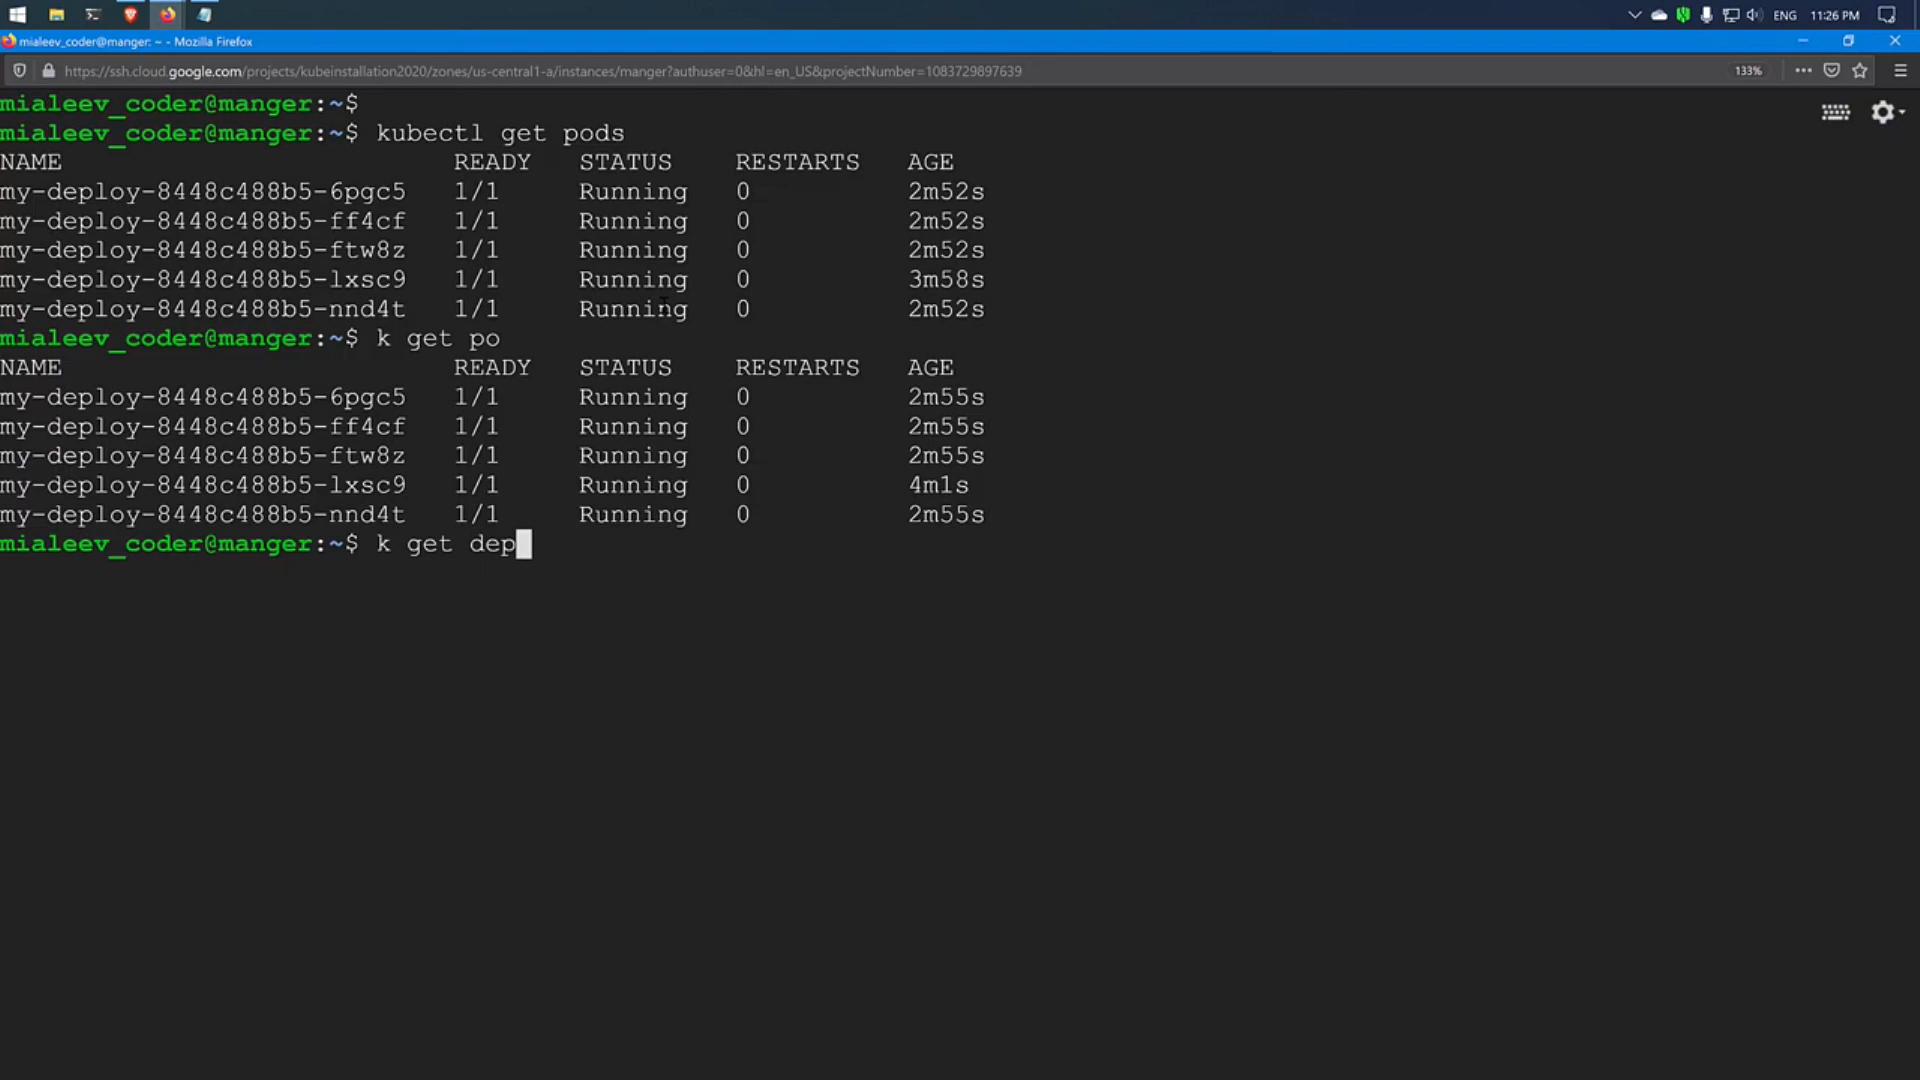 ENG 11:26 PM
mialeev_coder@manger: ~ - Mozilla Firefox
https://ssh.cloud.google.com/projects/kubeinstallation2020/zones/us-central1-a/instances/manger?authuser=0&hl=en_US&projectNumber=1083729897639 133%
mialeev_coder@manger:~$
mialeev_coder@manger:~$ kubectl get pods
NAME READY STATUS RESTARTS AGE
my-deploy-8448c488b5-6pgc5 1/1 Running 0 2m52s
my-deploy-8448c488b5-ff4cf 1/1 Running 0 2m52s
my-deploy-8448c488b5-ftw8z 1/1 Running 0 2m52s
my-deploy-8448c488b5-lxsc9 1/1 Running 0 3m58s
my-deploy-8448c488b5-nnd4t 1/1 Running 0 2m52s
mialeev_coder@manger:~$ k get po
NAME READY STATUS RESTARTS AGE
my-deploy-8448c488b5-6pgc5 1/1 Running 0 2m55s
my-deploy-8448c488b5-ff4cf 1/1 Running 0 2m55s
my-deploy-8448c488b5-ftw8z 1/1 Running 0 2m55s
my-deploy-8448c488b5-lxsc9 1/1 Running 0 4m1s
my-deploy-8448c488b5-nnd4t 1/1 Running 0 2m55s
mialeev_coder@manger:~$ k get dep